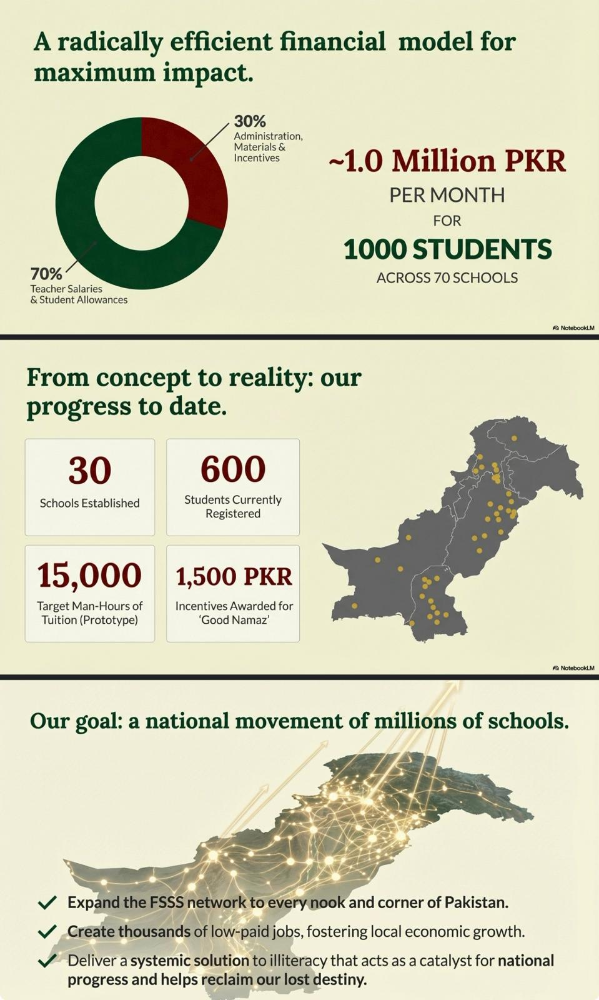 A radically efficient financial model for
maximum impact.
30%
Administration,
Materials &
Incentives
70%
Teacher Salaries
& Student Allowances
~1.0 Million PKR
PER MONTH
FOR
1000 STUDENTS
ACROSS 70 SCHOOLS
NotebookLM
From concept to reality: our
progress to date.
30
Schools Established
600
Students Currently
Registered
15,000
Target Man-Hours of
Tuition (Prototype)
1,500 PKR
Incentives Awarded for
‘Good Namaz’
NotebookLM
Our goal: a national movement of millions of schools.
Expand the FSSS network to every nook and corner of Pakistan.
Create thousands of low-paid jobs, fostering local economic growth.
Deliver a systemic solution to illiteracy that acts as a catalyst for national
progress and helps reclaim our lost destiny.